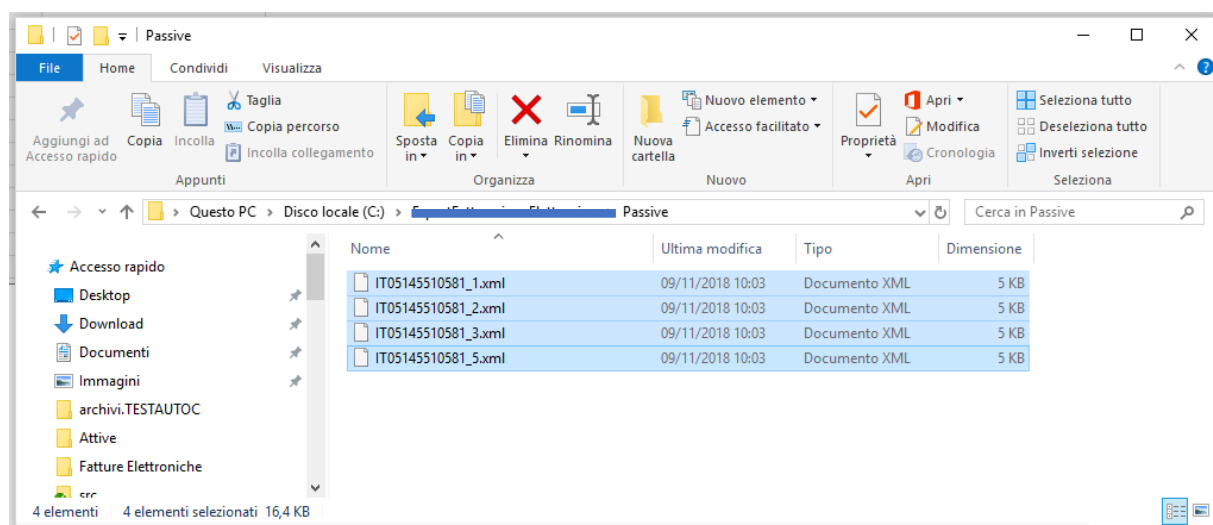 Passive
File Home Condividi Visualizza
Aggiungi ad Accesso rapido
Copia
Incolla
Taglia
Copia percorso
Incolla collegamento
Appunti
Sposta in
Copia in
Elimina
Rinomina
Organizza
Nuova cartella
Nuovo elemento
Accesso facilitato
Nuovo
Proprietà
Apri
Modifica
Cronologia
Apri
Seleziona tutto
Deseleziona tutto
Inverti selezione
Seleziona
Questo PC > Disco locale (C:) > Passive
Cerca in Passive
Accesso rapido
Desktop
Download
Documenti
Immagini
archivi.TESTAUTOC
Attive
Fatture Elettroniche
src
Nome Ultima modifica Tipo Dimensione
IT05145510581_1.xml 09/11/2018 10:03 Documento XML 5 KB
IT05145510581_2.xml 09/11/2018 10:03 Documento XML 5 KB
IT05145510581_3.xml 09/11/2018 10:03 Documento XML 5 KB
IT05145510581_5.xml 09/11/2018 10:03 Documento XML 5 KB
4 elementi 4 elementi selezionati 16,4 KB